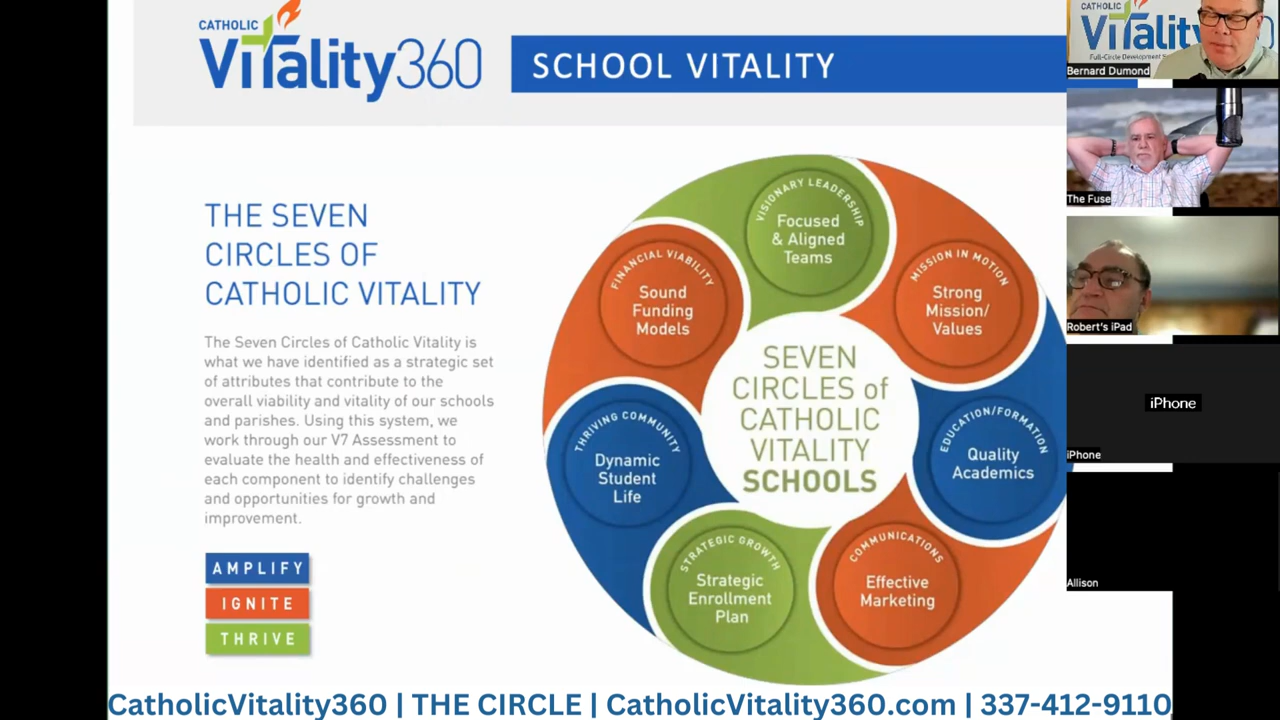 CATHOLIC
Vitality360
SCHOOL VITALITY
THE SEVEN
CIRCLES OF
CATHOLIC VITALITY
The Seven Circles of Catholic Vitality is
what we have identified as a strategic set
of attributes that contribute to the
overall viability and vitality of our schools
and parishes. Using this system, we
work through our V7 Assessment to
evaluate the health and effectiveness of
each component to identify challenges
and opportunities for growth and
improvement.
AMPLIFY
IGNITE
THRIVE
VISIONARY LEADERSHIP
Focused
& Aligned
Teams
MISSION IN MOTION
Strong
Mission/
Values
EDUCATION/FORMATION
Quality
Academics
COMMUNICATIONS
Effective
Marketing
STRATEGIC GROWTH
Strategic
Enrollment
Plan
THRIVING COMMUNITY
Dynamic
Student
Life
FINANCIAL VIABILITY
Sound
Funding
Models
SEVEN
CIRCLES of
CATHOLIC
VITALITY
SCHOOLS
CATHOLIC
Vitality
Full-Circle Development
Bernard Dumond
The Fuse
Robert's iPad
iPhone
iPhone
Allison
CatholicVitality360 | THE CIRCLE | CatholicVitality360.com | 337-412-9110